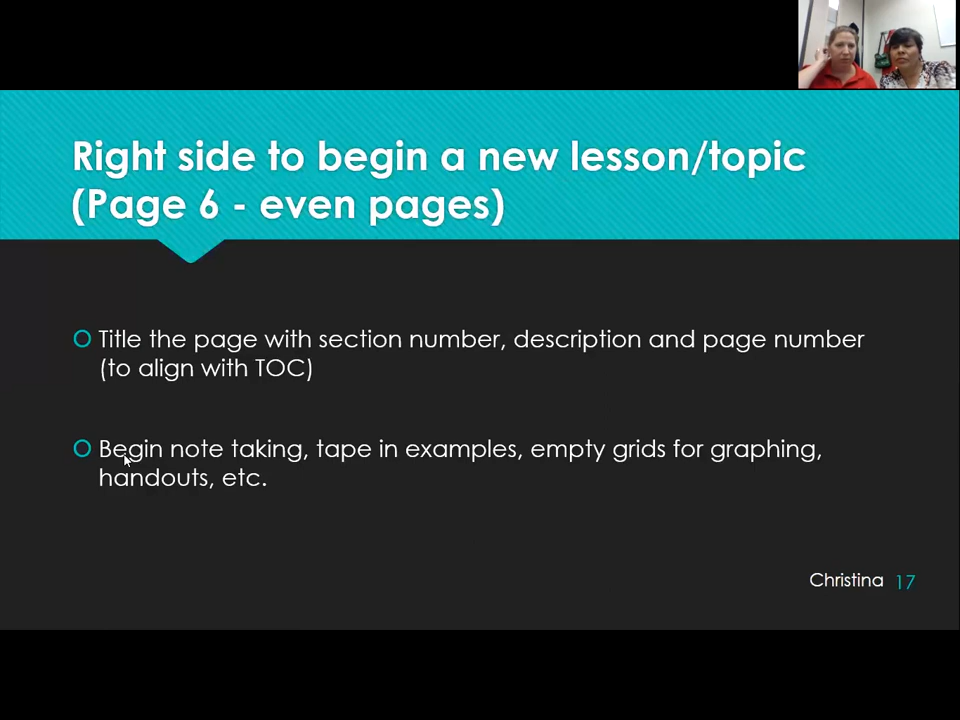 Right side to begin a new lesson/topic
(Page 6 - even pages)
Title the page with section number, description and page number
(to align with TOC)
Begin note taking, tape in examples, empty grids for graphing,
handouts, etc.
Christina 17